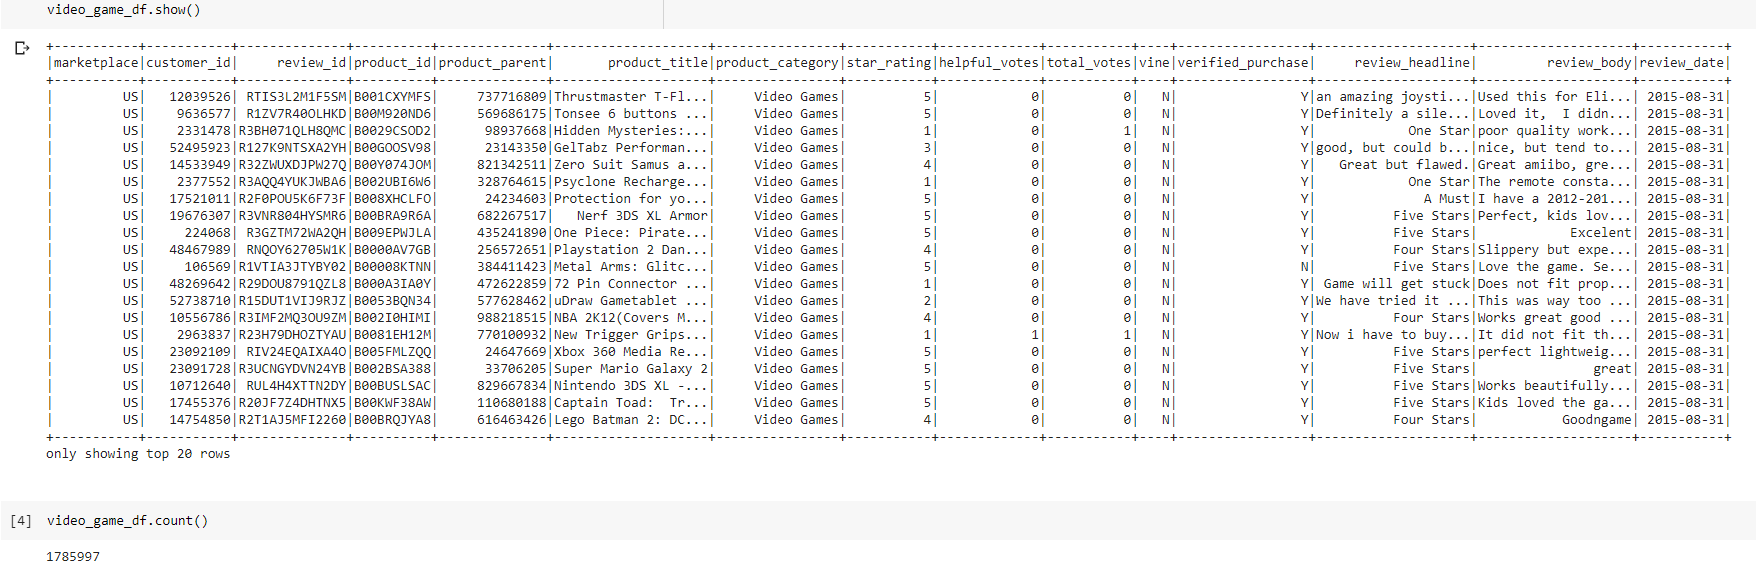 video_game_df.show()
+-----------+-----------+--------------+----------+--------------+--------------------+----------------+-----------+-------------+-----------+----+-----------------+--------------------+--------------------+-----------+
|marketplace|customer_id|     review_id|product_id|product_parent|       product_title|product_category|star_rating|helpful_votes|total_votes|vine|verified_purchase|     review_headline|         review_body|review_date|
+-----------+-----------+--------------+----------+--------------+--------------------+----------------+-----------+-------------+-----------+----+-----------------+--------------------+--------------------+-----------+
|         US|   12039526| RTIS3L2M1F5SM|B001CXYMFS|     737716809|Thrustmaster T-Fl...|     Video Games|          5|            0|          0|   N|                Y|an amazing joysti...|Used this for Eli...| 2015-08-31|
|         US|    9636577| R1ZV7R40OLHKD|B00M920ND6|     569686175|Tonsee 6 buttons ...|     Video Games|          5|            0|          0|   N|                Y|Definitely a sile...|Loved it,  I didn...| 2015-08-31|
|         US|    2331478|R3BH071QLH8QMC|B0029CSOD2|      98937668|Hidden Mysteries:...|     Video Games|          1|            0|          1|   N|                Y|            One Star|poor quality work...| 2015-08-31|
|         US|   52495923|R127K9NTSXA2YH|B00GOOSV98|      23143350|GelTabz Performan...|     Video Games|          3|            0|          0|   N|                Y|good, but could b...|nice, but tend to...| 2015-08-31|
|         US|   14533949|R32ZWUXDJPW27Q|B00Y074JOM|     821342511|Zero Suit Samus a...|     Video Games|          4|            0|          0|   N|                Y|   Great but flawed.|Great amiibo, gre...| 2015-08-31|
|         US|    2377552|R3AQQ4YUKJWBA6|B002UBI6W6|     328764615|Psyclone Recharge...|     Video Games|          1|            0|          0|   N|                Y|            One Star|The remote consta...| 2015-08-31|
|         US|   17521011|R2F0POU5K6F73F|B008XHCLFO|      24234603|Protection for yo...|     Video Games|          5|            0|          0|   N|                Y|              A Must|I have a 2012-201...| 2015-08-31|
|         US|   19676307|R3VNR804HYSMR6|B00BRA9R6A|     682267517|   Nerf 3DS XL Armor|     Video Games|          5|            0|          0|   N|                Y|          Five Stars|Perfect, kids lov...| 2015-08-31|
|         US|     224068| R3GZTM72WA2QH|B009EPWJLA|     435241890|One Piece: Pirate...|     Video Games|          5|            0|          0|   N|                Y|          Five Stars|            Excelent| 2015-08-31|
|         US|   48467989| RNQOY62705W1K|B0000AV7GB|     256572651|Playstation 2 Dan...|     Video Games|          4|            0|          0|   N|                Y|          Four Stars|Slippery but expe...| 2015-08-31|
|         US|     106569|R1VTIA3JTYBY02|B00008KTNN|     384411423|Metal Arms: Glitc...|     Video Games|          5|            0|          0|   N|                N|          Five Stars|Love the game. Se...| 2015-08-31|
|         US|   48269642|R29DOU8791QZL8|B000A3IA0Y|     472622859|72 Pin Connector ...|     Video Games|          1|            0|          0|   N|                Y| Game will get stuck|Does not fit prop...| 2015-08-31|
|         US|   52738710|R15DUT1VIJ9RJZ|B0053BQN34|     577628462|uDraw Gametablet ...|     Video Games|          2|            0|          0|   N|                Y|We have tried it ...|This was way too ...| 2015-08-31|
|         US|   10556786|R3IMF2MQ3OU9ZM|B002I0HIMI|     988218515|NBA 2K12(Covers M...|     Video Games|          4|            0|          0|   N|                Y|          Four Stars|Works great good ...| 2015-08-31|
|         US|    2963837|R23H79DHOZTYAU|B0081EH12M|     770100932|New Trigger Grips...|     Video Games|          1|            1|          1|   N|                Y|Now i have to buy...|It did not fit th...| 2015-08-31|
|         US|   23092109| RIV24EQAIXA4O|B005FMLZQQ|      24647669|Xbox 360 Media Re...|     Video Games|          5|            0|          0|   N|                Y|          Five Stars|perfect lightweig...| 2015-08-31|
|         US|   23091728|R3UCNGYDVN24YB|B002BSA388|      33706205|Super Mario Galaxy 2|     Video Games|          5|            0|          0|   N|                Y|          Five Stars|               great| 2015-08-31|
|         US|   10712640| RUL4H4XTTN2DY|B00BUSLSAC|     829667834|Nintendo 3DS XL -...|     Video Games|          5|            0|          0|   N|                Y|          Five Stars|Works beautifully...| 2015-08-31|
|         US|   17455376|R20JF7Z4DHTNX5|B00KWF38AW|     110680188|Captain Toad:  Tr...|     Video Games|          5|            0|          0|   N|                Y|          Five Stars|Kids loved the ga...| 2015-08-31|
|         US|   14754850|R2T1AJ5MFI2260|B00BRQJYA8|     616463426|Lego Batman 2: DC...|     Video Games|          4|            0|          0|   N|                Y|          Four Stars|           Goodngame| 2015-08-31|
+-----------+-----------+--------------+----------+--------------+--------------------+----------------+-----------+-------------+-----------+----+-----------------+--------------------+--------------------+-----------+
only showing top 20 rows
[4] video_game_df.count()
1785997